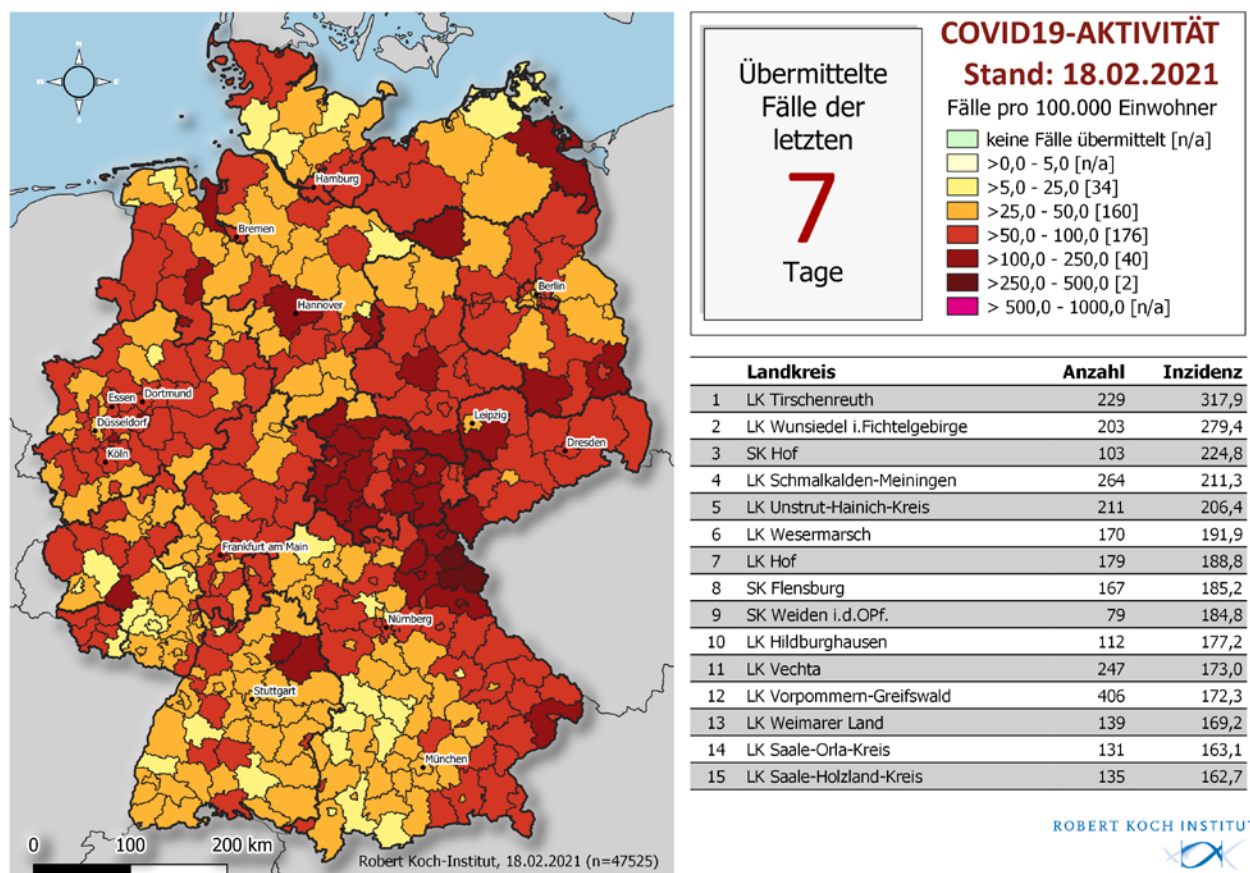 N
W
E
S
Hamburg
Bremen
Berlin
Hannover
Essen
Dortmund
Düsseldorf
Leipzig
Köln
Dresden
Frankfurt am Main
Nürnberg
Stuttgart
München
0 100 200 km
Robert Koch-Institut, 18.02.2021 (n=47525)
Übermittelte
Fälle der
letzten
7
Tage
COVID19-AKTIVITÄT
Stand: 18.02.2021
Fälle pro 100.000 Einwohner
keine Fälle übermittelt [n/a]
>0,0 - 5,0 [n/a]
>5,0 - 25,0 [34]
>25,0 - 50,0 [160]
>50,0 - 100,0 [176]
>100,0 - 250,0 [40]
>250,0 - 500,0 [2]
> 500,0 - 1000,0 [n/a]
Landkreis Anzahl Inzidenz
1 LK Tirschenreuth 229 317,9
2 LK Wunsiedel i.Fichtelgebirge 203 279,4
3 SK Hof 103 224,8
4 LK Schmalkalden-Meiningen 264 211,3
5 LK Unstrut-Hainich-Kreis 211 206,4
6 LK Wesermarsch 170 191,9
7 LK Hof 179 188,8
8 SK Flensburg 167 185,2
9 SK Weiden i.d.OPf. 79 184,8
10 LK Hildburghausen 112 177,2
11 LK Vechta 247 173,0
12 LK Vorpommern-Greifswald 406 172,3
13 LK Weimarer Land 139 169,2
14 LK Saale-Orla-Kreis 131 163,1
15 LK Saale-Holzland-Kreis 135 162,7
ROBERT KOCH INSTITUT